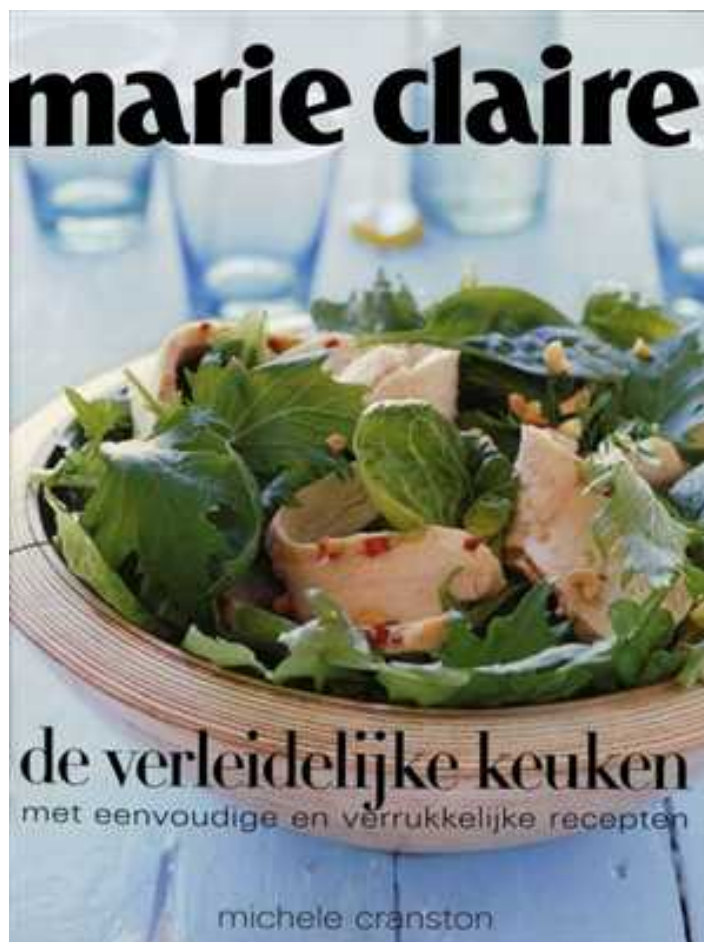 marie claire
de verleidelijke keuken
met eenvoudige en verrukkelijke recepten
michele cranston